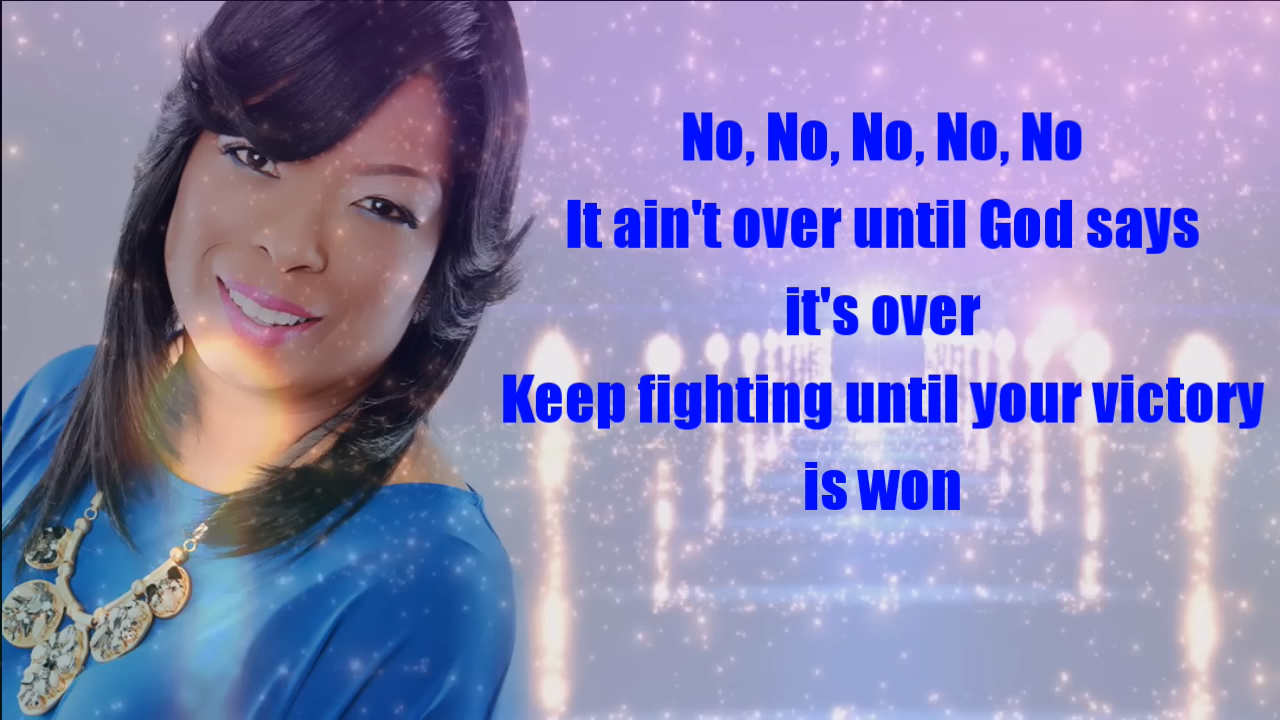 No, No, No, No, No
It ain't over until God says
it's over
Keep fighting until your victory
is won